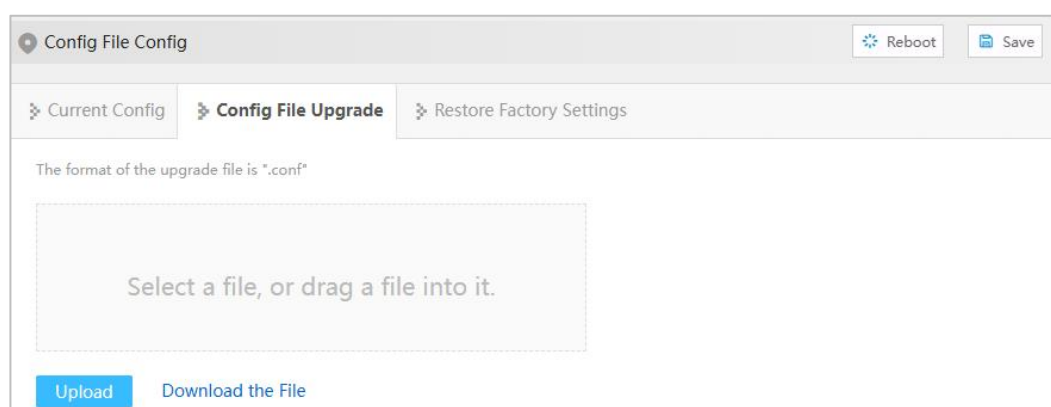 Config File Config Reboot Save
Current Config Config File Upgrade Restore Factory Settings
The format of the upgrade file is ".conf"
Select a file, or drag a file into it.
Upload Download the File